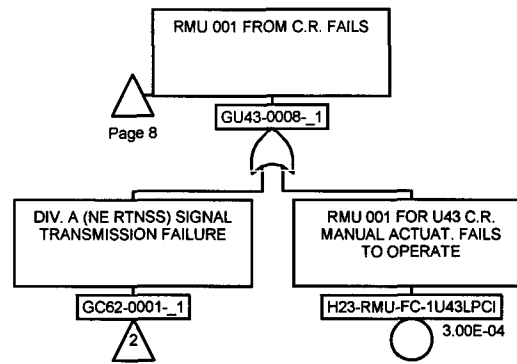 RMU 001 FROM C.R. FAILS
Page 8
GU43-0008-_1
DIV. A (NE RTNSS) SIGNAL
TRANSMISSION FAILURE
GC62-0001-_1
2
RMU 001 FOR U43 C.R.
MANUAL ACTUAT. FAILS
TO OPERATE
H23-RMU-FC-1U43LPCI
3.00E-04